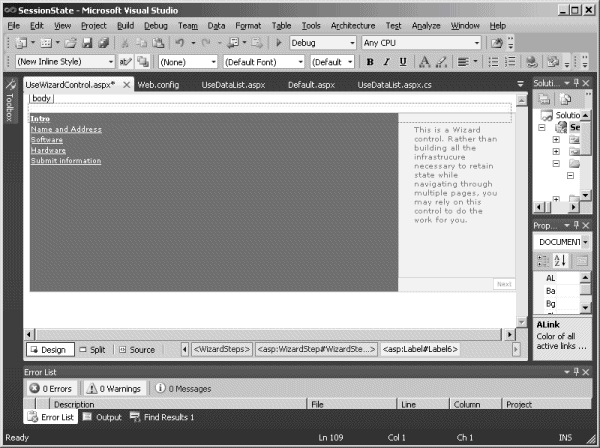 SessionState - Microsoft Visual Studio
File Edit View Project Build Debug Team Data Format Table Tools Architecture Test Analyze Window Help
Debug Any CPU
(New Inline Style) (None) (Default Font) (Default B I U A
UseWizardControl.aspx* Web.config UseDataList.aspx Default.aspx UseDataList.aspx.cs
Soluti...
Toolbox
body
Intro
Name and Address
Software
Hardware
Submit information
This is a Wizard
control. Rather than
building all the
infrastrucure
necessary to retain
state while
navigating through
multiple pages, you
may rely on this
control to do the
work for you.
Next
Solutio
Se
Prop...
DOCUMENT
AL
Ba
Bg
ALink
Color of all
active links ...
Design Split Source <WizardSteps> <asp:WizardStep#WizardSte...> <asp:Label#Label6>
Error List
0 Errors 0 Warnings 0 Messages
Description File Line Column Project
Error List Output Find Results 1
Ready Ln 109 Col 1 Ch 1 INS